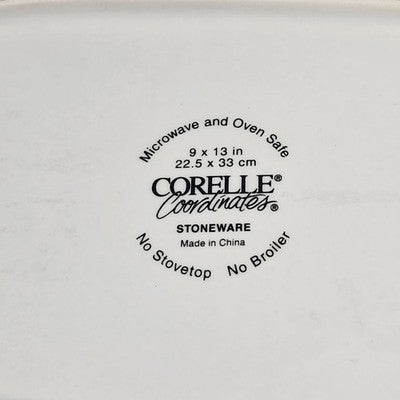 Microwave and Oven Safe
9 x 13 in
22.5 x 33 cm
CORELLE®
Coordinates®
STONEWARE
Made in China
No Stovetop No Broiler